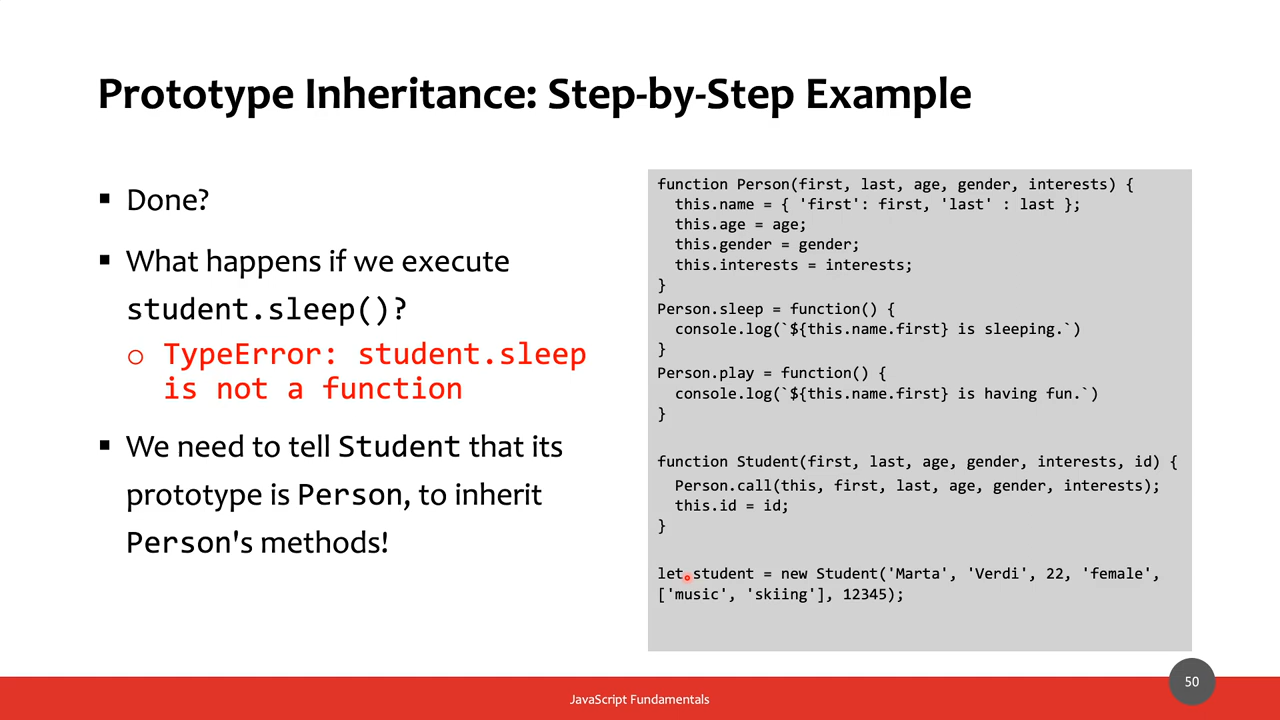 Prototype Inheritance: Step-by-Step Example
▪ Done?
▪ What happens if we execute
student.sleep()?
o TypeError: student.sleep
is not a function
▪ We need to tell Student that its
prototype is Person, to inherit
Person's methods!
function Person(first, last, age, gender, interests) {
  this.name = { 'first': first, 'last' : last };
  this.age = age;
  this.gender = gender;
  this.interests = interests;
}
Person.sleep = function() {
  console.log(`${this.name.first} is sleeping.`)
}
Person.play = function() {
  console.log(`${this.name.first} is having fun.`)
}
function Student(first, last, age, gender, interests, id) {
  Person.call(this, first, last, age, gender, interests);
  this.id = id;
}
let student = new Student('Marta', 'Verdi', 22, 'female',
['music', 'skiing'], 12345);
JavaScript Fundamentals
50